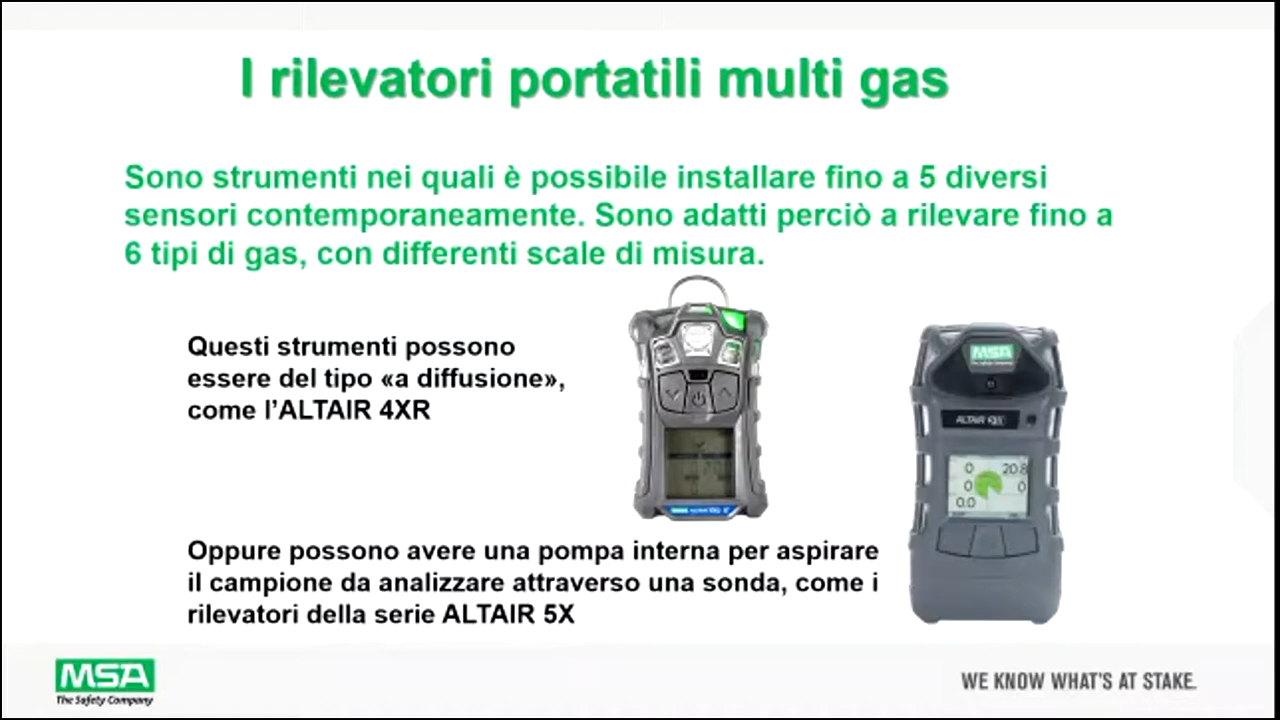 I rilevatori portatili multi gas
Sono strumenti nei quali è possibile installare fino a 5 diversi
sensori contemporaneamente. Sono adatti perciò a rilevare fino a
6 tipi di gas, con differenti scale di misura.
Questi strumenti possono
essere del tipo «a diffusione»,
come l’ALTAIR 4XR
MSA
The Safety Company
ALTAIR 5X
0 20.8
0 0
0.0
Oppure possono avere una pompa interna per aspirare
il campione da analizzare attraverso una sonda, come i
rilevatori della serie ALTAIR 5X
MSA
The Safety Company
WE KNOW WHAT’S AT STAKE.